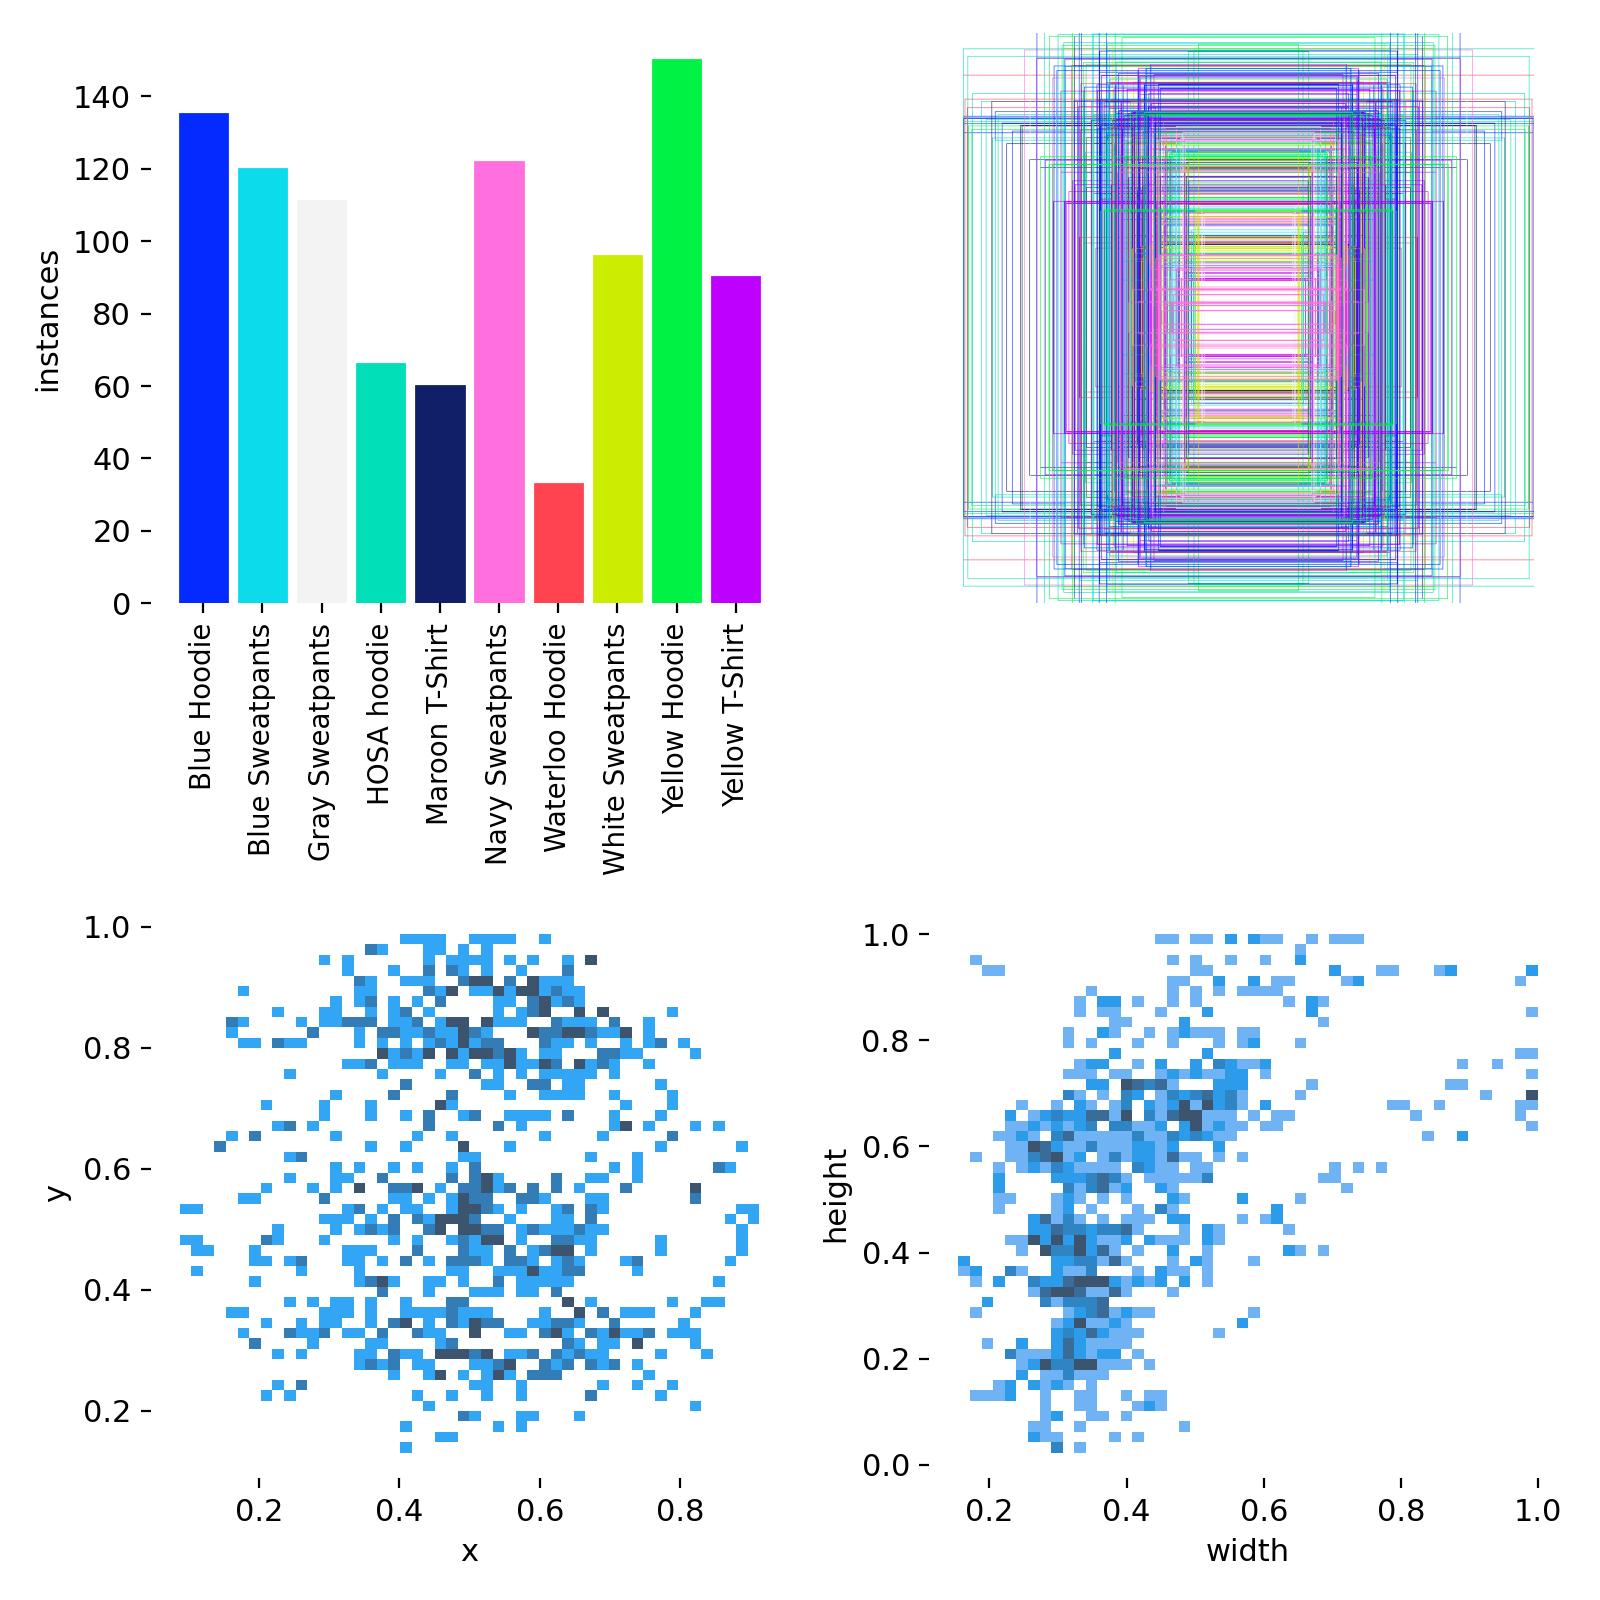 instances
140
120
100
80
60
40
20
0
Blue Hoodie
Blue Sweatpants
Gray Sweatpants
HOSA hoodie
Maroon T-Shirt
Navy Sweatpants
Waterloo Hoodie
White Sweatpants
Yellow Hoodie
Yellow T-Shirt
y
1.0
0.8
0.6
0.4
0.2
0.2 0.4 0.6 0.8
x
height
1.0
0.8
0.6
0.4
0.2
0.0
0.2 0.4 0.6 0.8 1.0
width